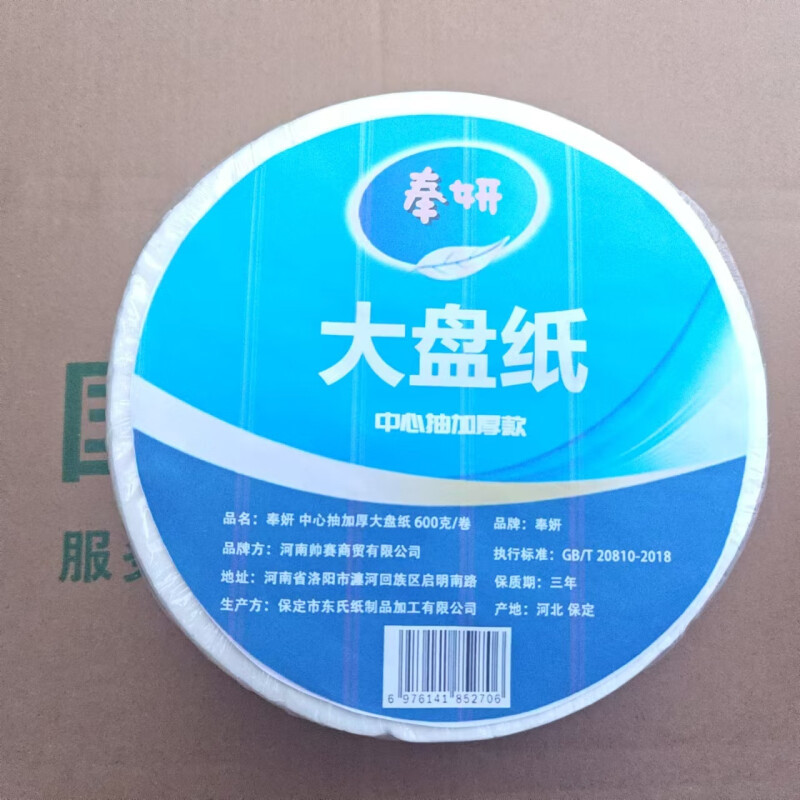 奉妍
大盘纸
中心抽加厚款
品名：奉妍 中心抽加厚大盘纸 600克/卷 品牌：奉妍
品牌方：河南帅赛商贸有限公司 执行标准：GB/T 20810-2018
地址：河南省洛阳市瀍河回族区启明南路 保质期：三年
生产方：保定市东氏纸制品加工有限公司 产地：河北 保定
6 976141 852706
服